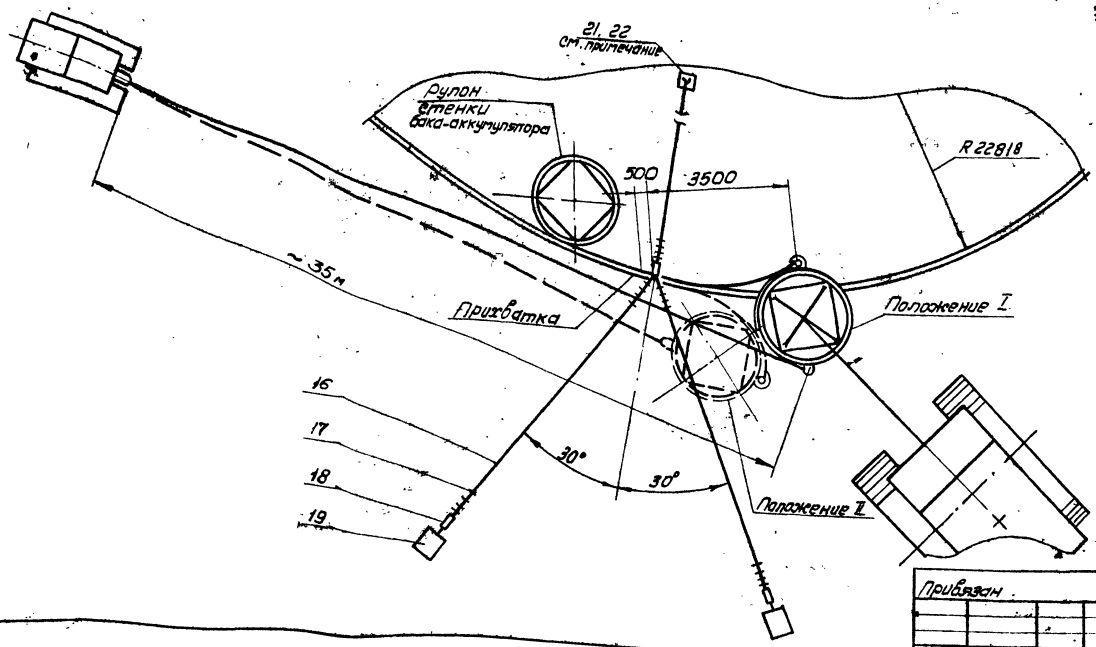 21, 22
см. примечание
Рулон
стенки
бака-аккумулятора
500
3500
R 22818
~ 35м
Прихватка
Положение I
16
17
18
19
30°
30°
Положение II
Привязан